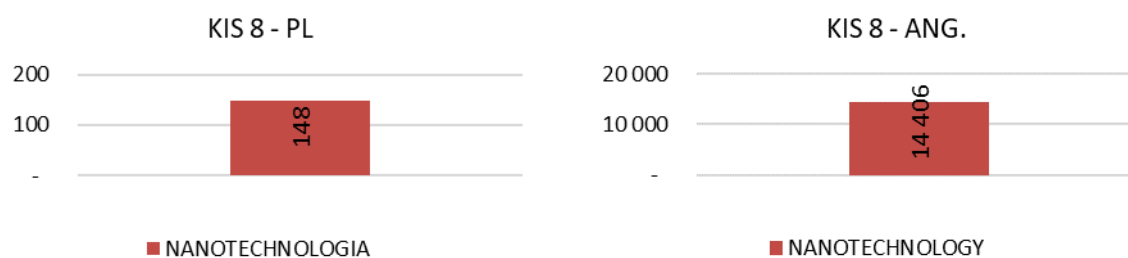 KIS 8 - PL
200
100
-
148
NANOTECHNOLOGIA
KIS 8 - ANG.
20 000
10 000
-
14 406
NANOTECHNOLOGY